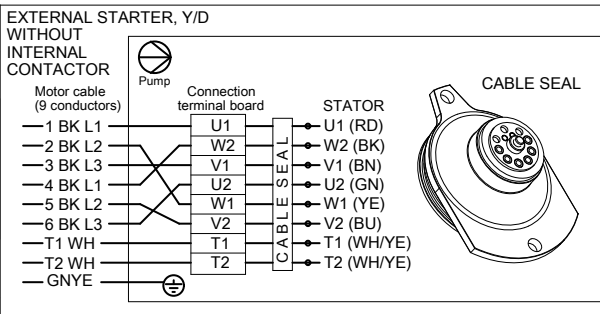 EXTERNAL STARTER, Y/D
WITHOUT
INTERNAL
CONTACTOR
Pump
CABLE SEAL
Motor cable
(9 conductors)
Connection
terminal board
STATOR
1 BK L1
U1
U1 (RD)
2 BK L2
W2
W2 (BK)
3 BK L3
V1
V1 (BN)
4 BK L1
U2
U2 (GN)
5 BK L2
W1
W1 (YE)
6 BK L3
V2
V2 (BU)
T1 WH
T1
T1 (WH/YE)
T2 WH
T2
T2 (WH/YE)
GNYE
CABLE SEAL